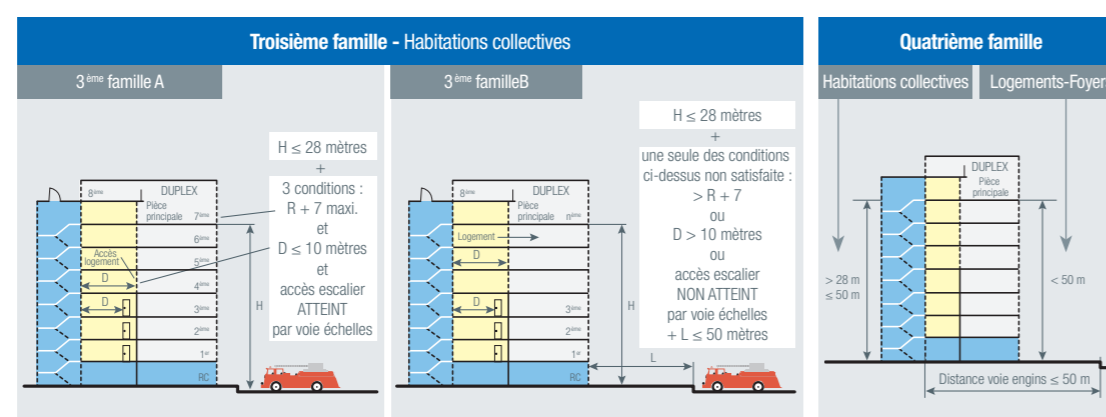 Troisième famille - Habitations collectives
3ème famille A
H ≤ 28 mètres
+
3 conditions :
R + 7 maxi.
et
D ≤ 10 mètres
et
accès escalier
ATTEINT
par voie échelles
8ème
DUPLEX
Pièce
principale
7ème
6ème
Accès
logement
5ème
D
4ème
D
3ème
2ème
1er
RC
H
3ème familleB
H ≤ 28 mètres
+
une seule des conditions
ci-dessus non satisfaite :
> R + 7
ou
D > 10 mètres
ou
accès escalier
NON ATTEINT
par voie échelles
+ L ≤ 50 mètres
8ème
DUPLEX
Pièce
principale
nème
Logement
D
D
3ème
2ème
1er
RC
H
L
Quatrième famille
Habitations collectives
Logements-Foyer
DUPLEX
Pièce
principale
> 28 m
≤ 50 m
< 50 m
Distance voie engins ≤ 50 m